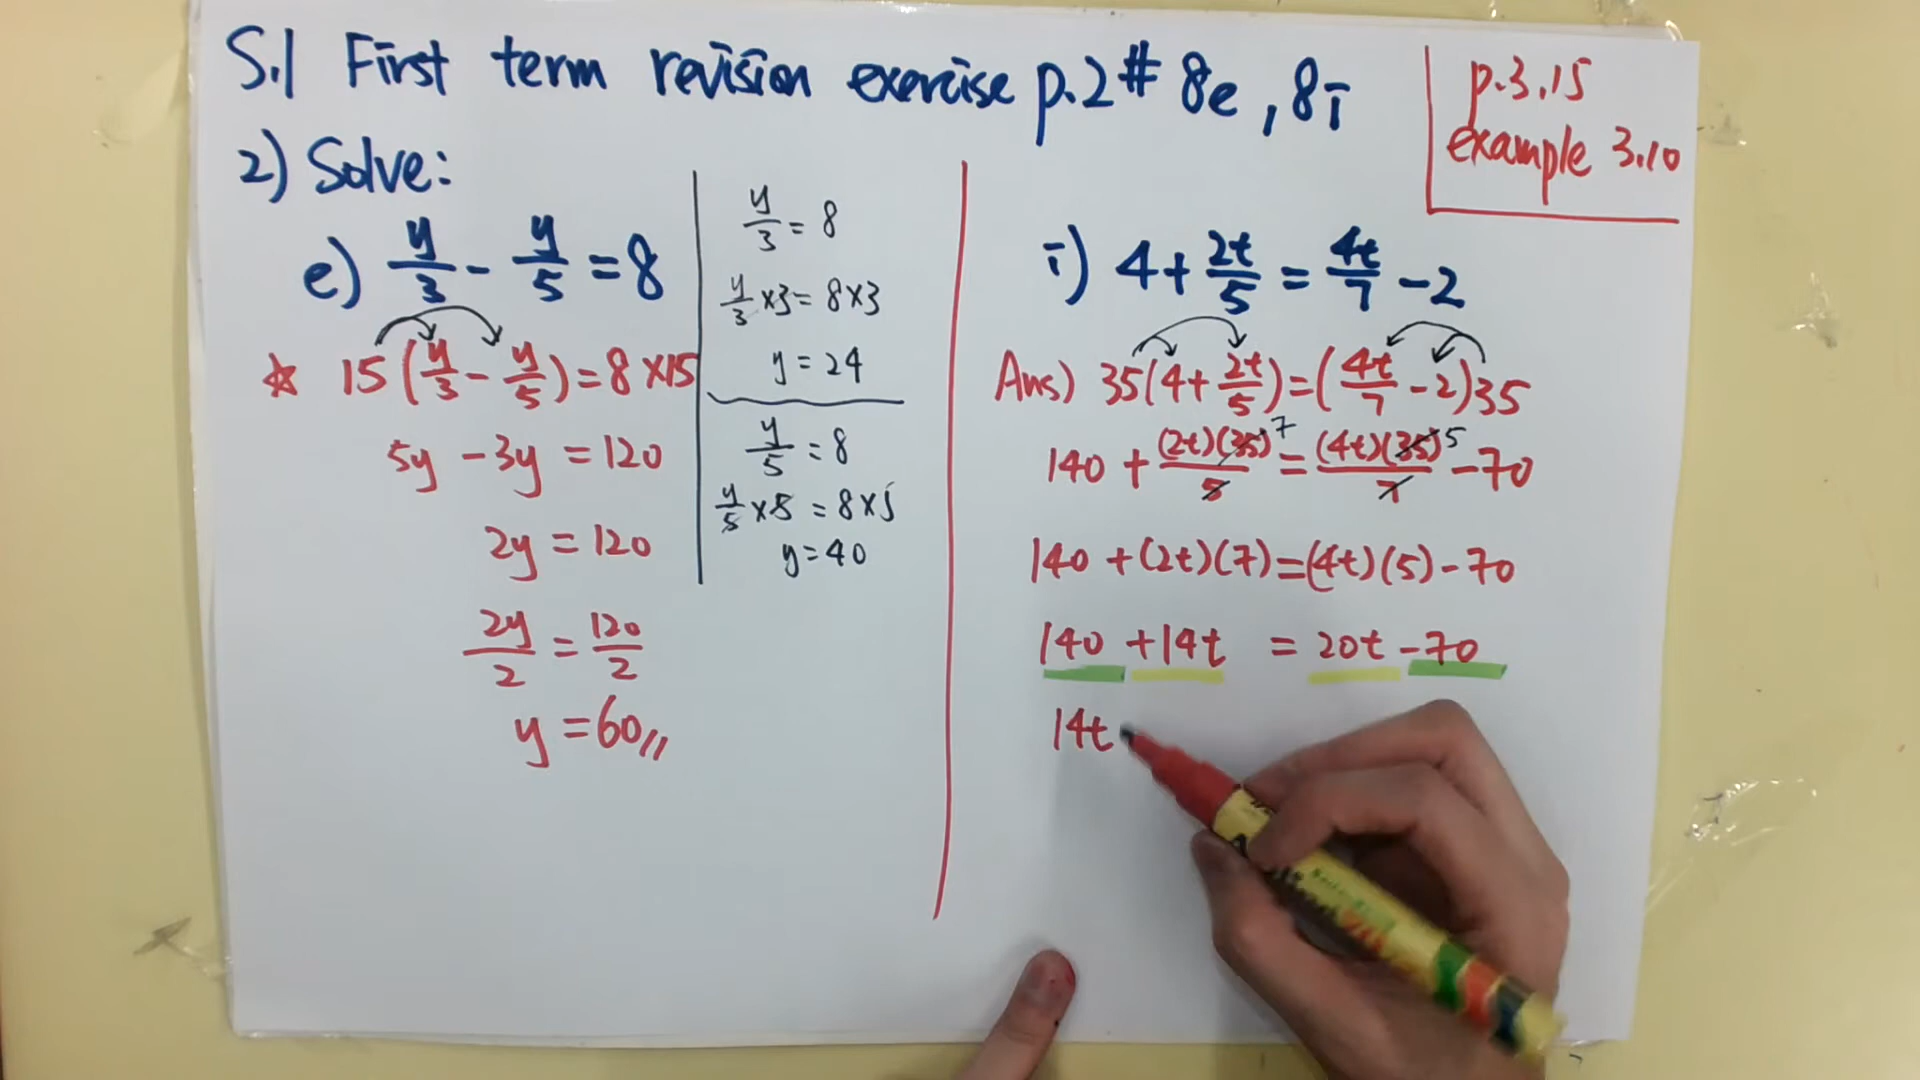 S.1 First term revision exercise p.2 # 8e, 8i
p.3.15
example 3.10
2) Solve:
e) y/3 - y/5 = 8
☆ 15(y/3 - y/5) = 8×15
5y - 3y = 120
2y = 120
2y/2 = 120/2
y = 60//
y/3 = 8
y/3 ×3 = 8×3
y = 24
y/5 = 8
y/5 ×5 = 8×5
y = 40
i) 4 + 2t/5 = 4t/7 - 2
Ans) 35(4 + 2t/5) = (4t/7 - 2)35
140 + (2t)(35)7/5 = (4t)(35)5/7 - 70
140 + (2t)(7) = (4t)(5) - 70
140 + 14t = 20t - 70
14t